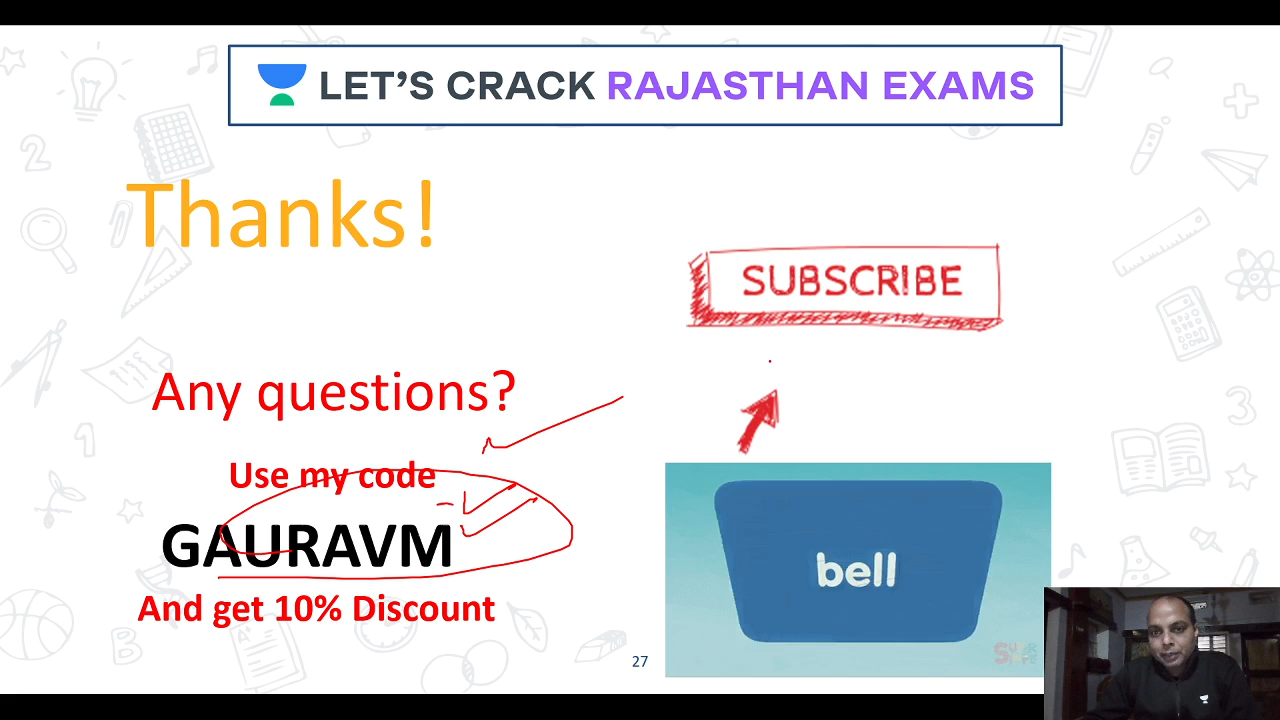 LET'S CRACK RAJASTHAN EXAMS
Thanks!
SUBSCRIBE
Any questions?
Use my code
GAURAVM
And get 10% Discount
bell
27